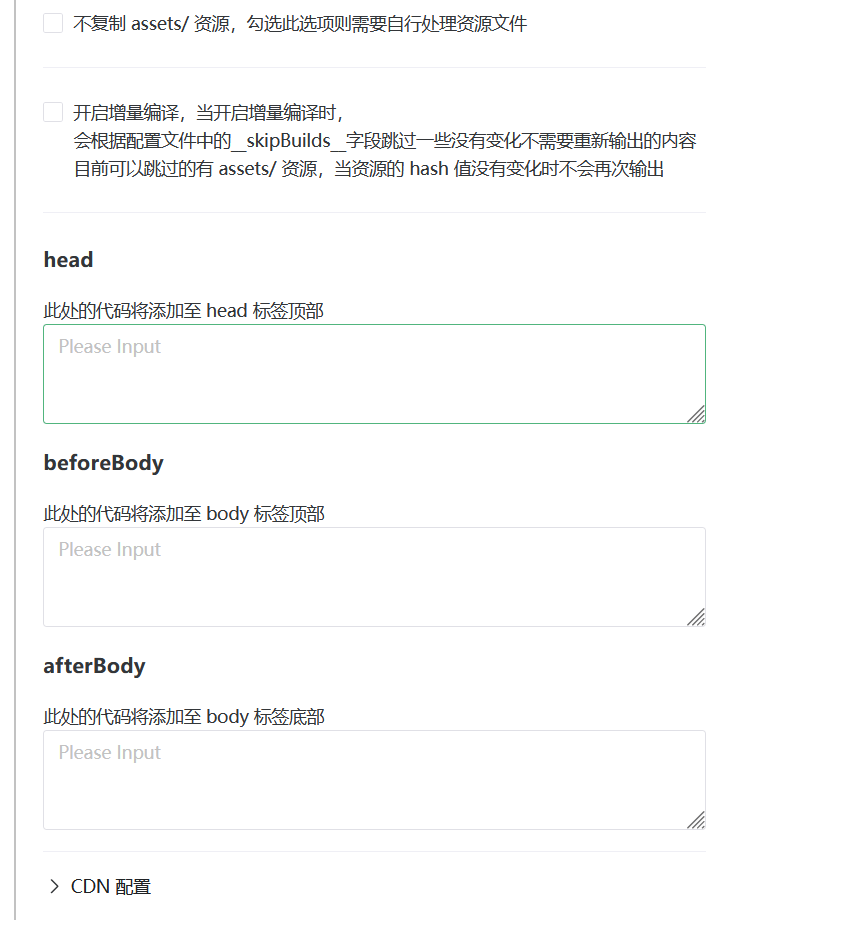 不复制 assets/ 资源，勾选此选项则需要自行处理资源文件
开启增量编译，当开启增量编译时，
会根据配置文件中的__skipBuilds__字段跳过一些没有变化不需要重新输出的内容
目前可以跳过的有 assets/ 资源，当资源的 hash 值没有变化时不会再次输出
head
此处的代码将添加至 head 标签顶部
Please Input
beforeBody
此处的代码将添加至 body 标签顶部
Please Input
afterBody
此处的代码将添加至 body 标签底部
Please Input
CDN 配置